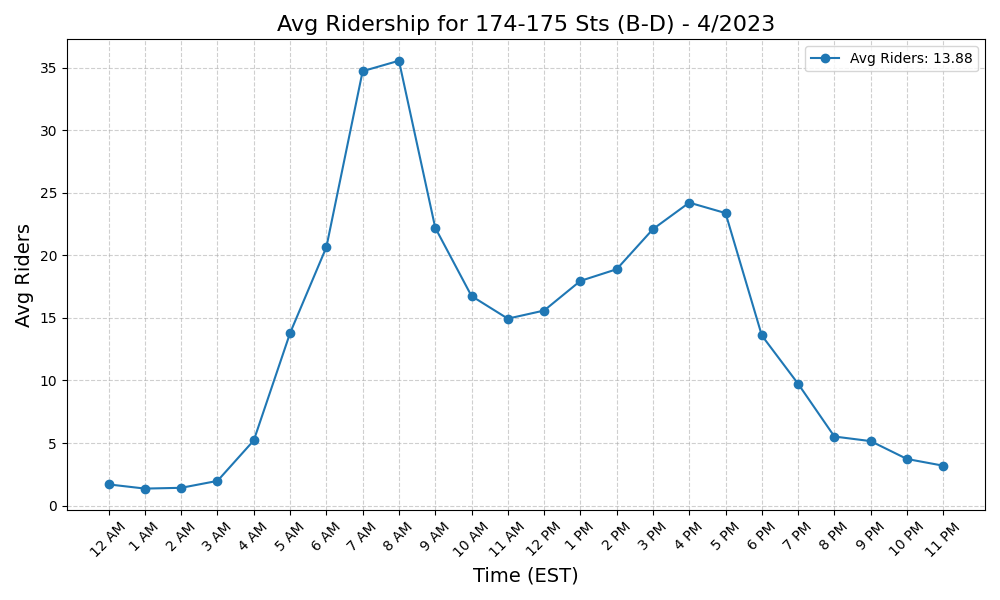 Avg Ridership for 174-175 Sts (B-D) - 4/2023
Avg Riders: 13.88
Avg Riders
35
30
25
20
15
10
5
0
12 AM
1 AM
2 AM
3 AM
4 AM
5 AM
6 AM
7 AM
8 AM
9 AM
10 AM
11 AM
12 PM
1 PM
2 PM
3 PM
4 PM
5 PM
6 PM
7 PM
8 PM
9 PM
10 PM
11 PM
Time (EST)